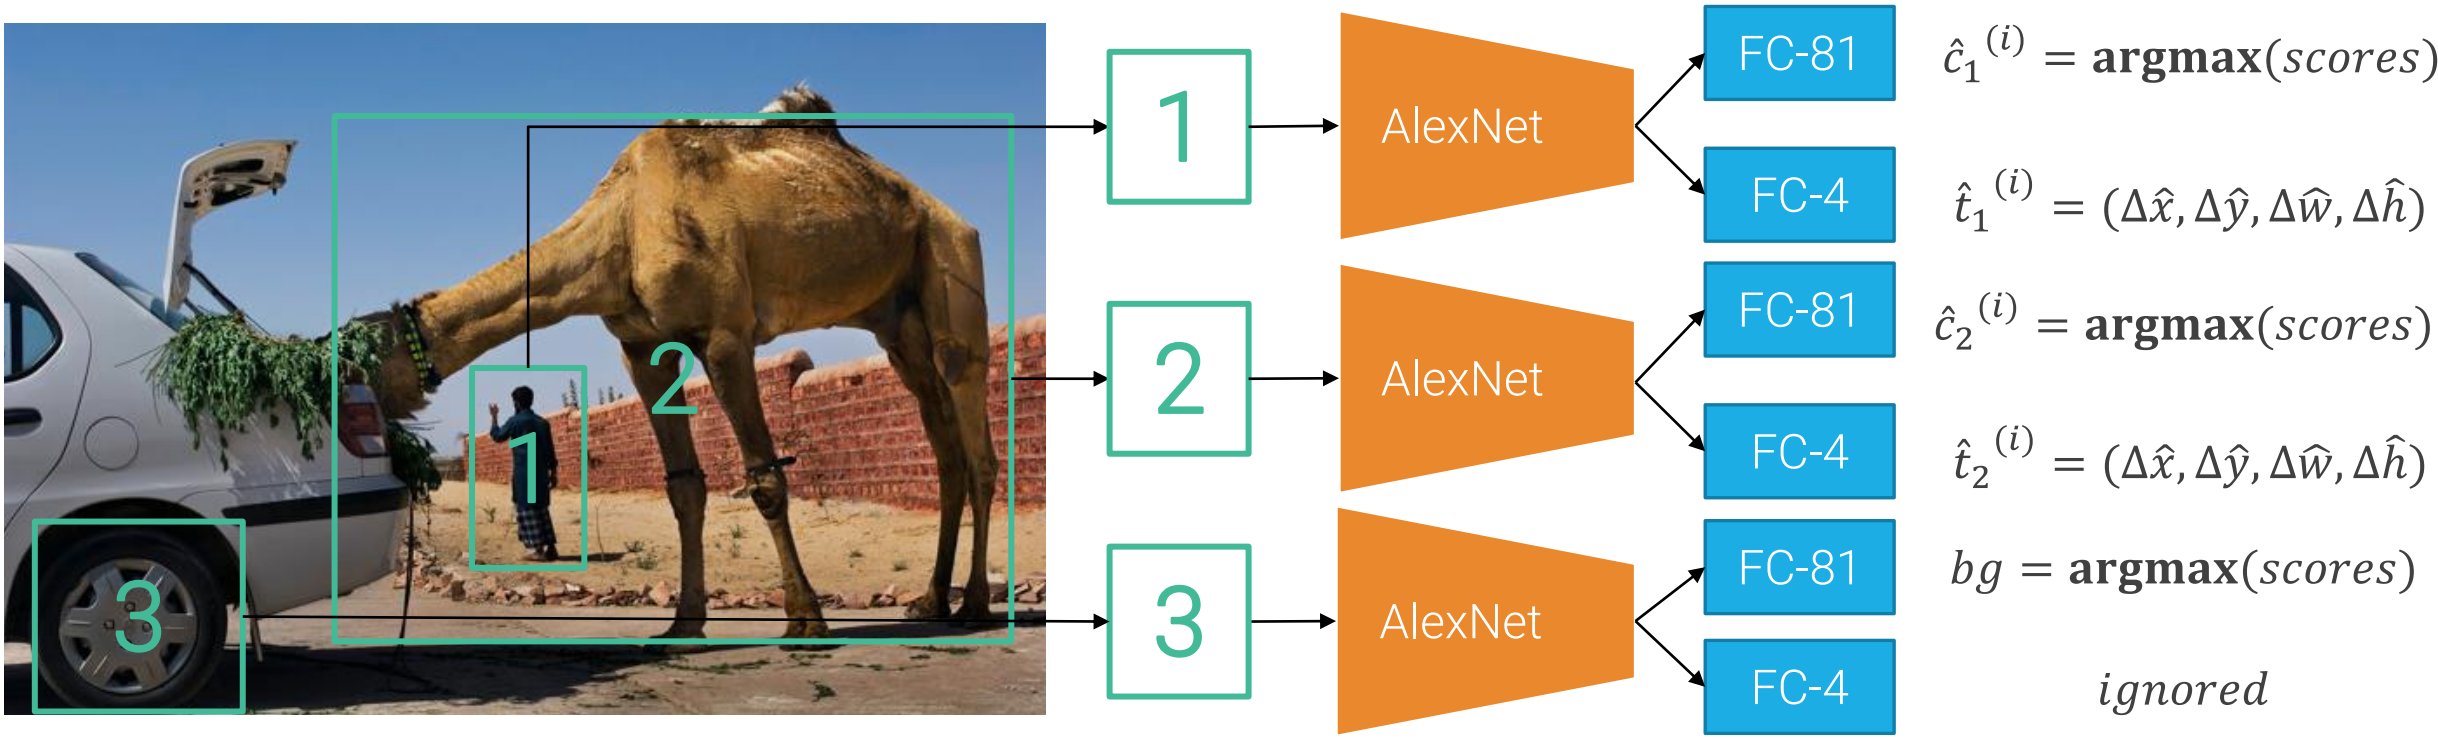 1
2
3
1
AlexNet
FC-81
ĉ₁⁽ⁱ⁾ = argmax(scores)
FC-4
t̂₁⁽ⁱ⁾ = (Δx̂, Δŷ, Δŵ, Δĥ)
2
AlexNet
FC-81
ĉ₂⁽ⁱ⁾ = argmax(scores)
FC-4
t̂₂⁽ⁱ⁾ = (Δx̂, Δŷ, Δŵ, Δĥ)
3
AlexNet
FC-81
bg = argmax(scores)
FC-4
ignored